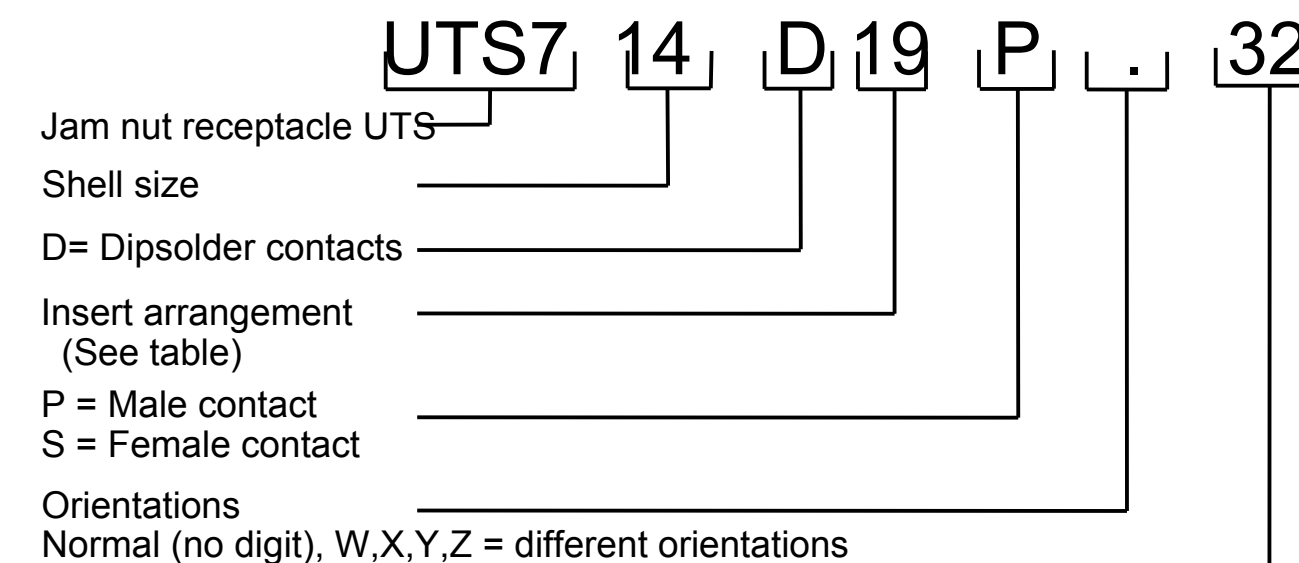 UTS7 14 D 19 P . 32
Jam nut receptacle UTS
Shell size
D= Dipsolder contacts
Insert arrangement
(See table)
P = Male contact
S = Female contact
Orientations
Normal (no digit), W,X,Y,Z = different orientations